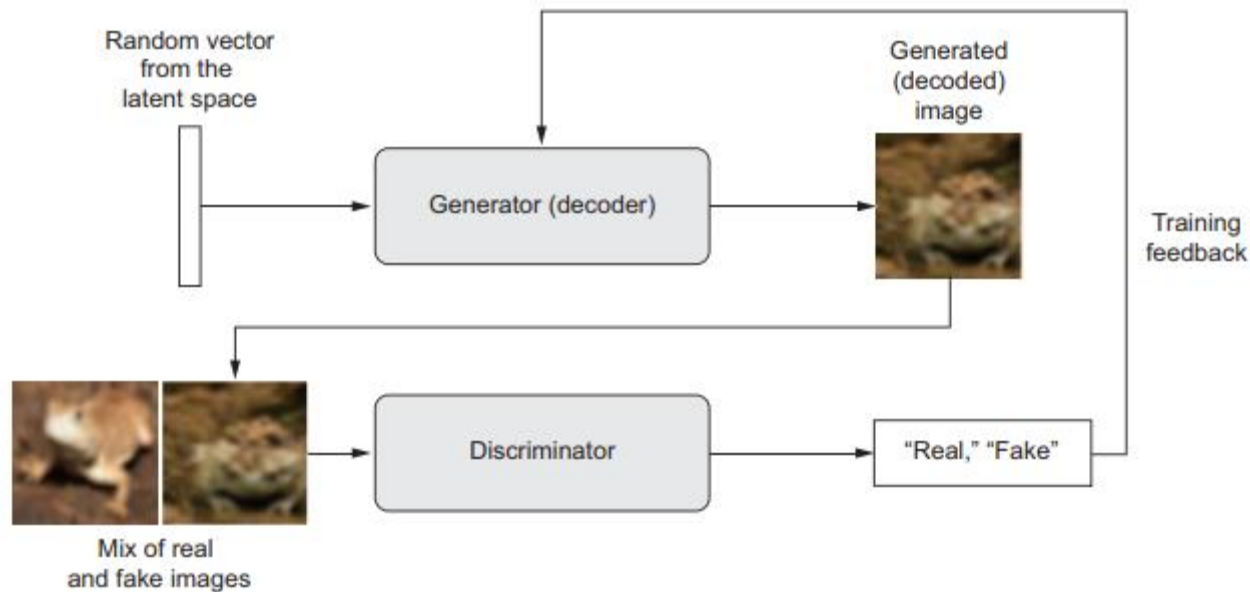 Random vector
from the
latent space
Generator (decoder)
Generated
(decoded)
image
Training
feedback
Mix of real
and fake images
Discriminator
“Real,” “Fake”